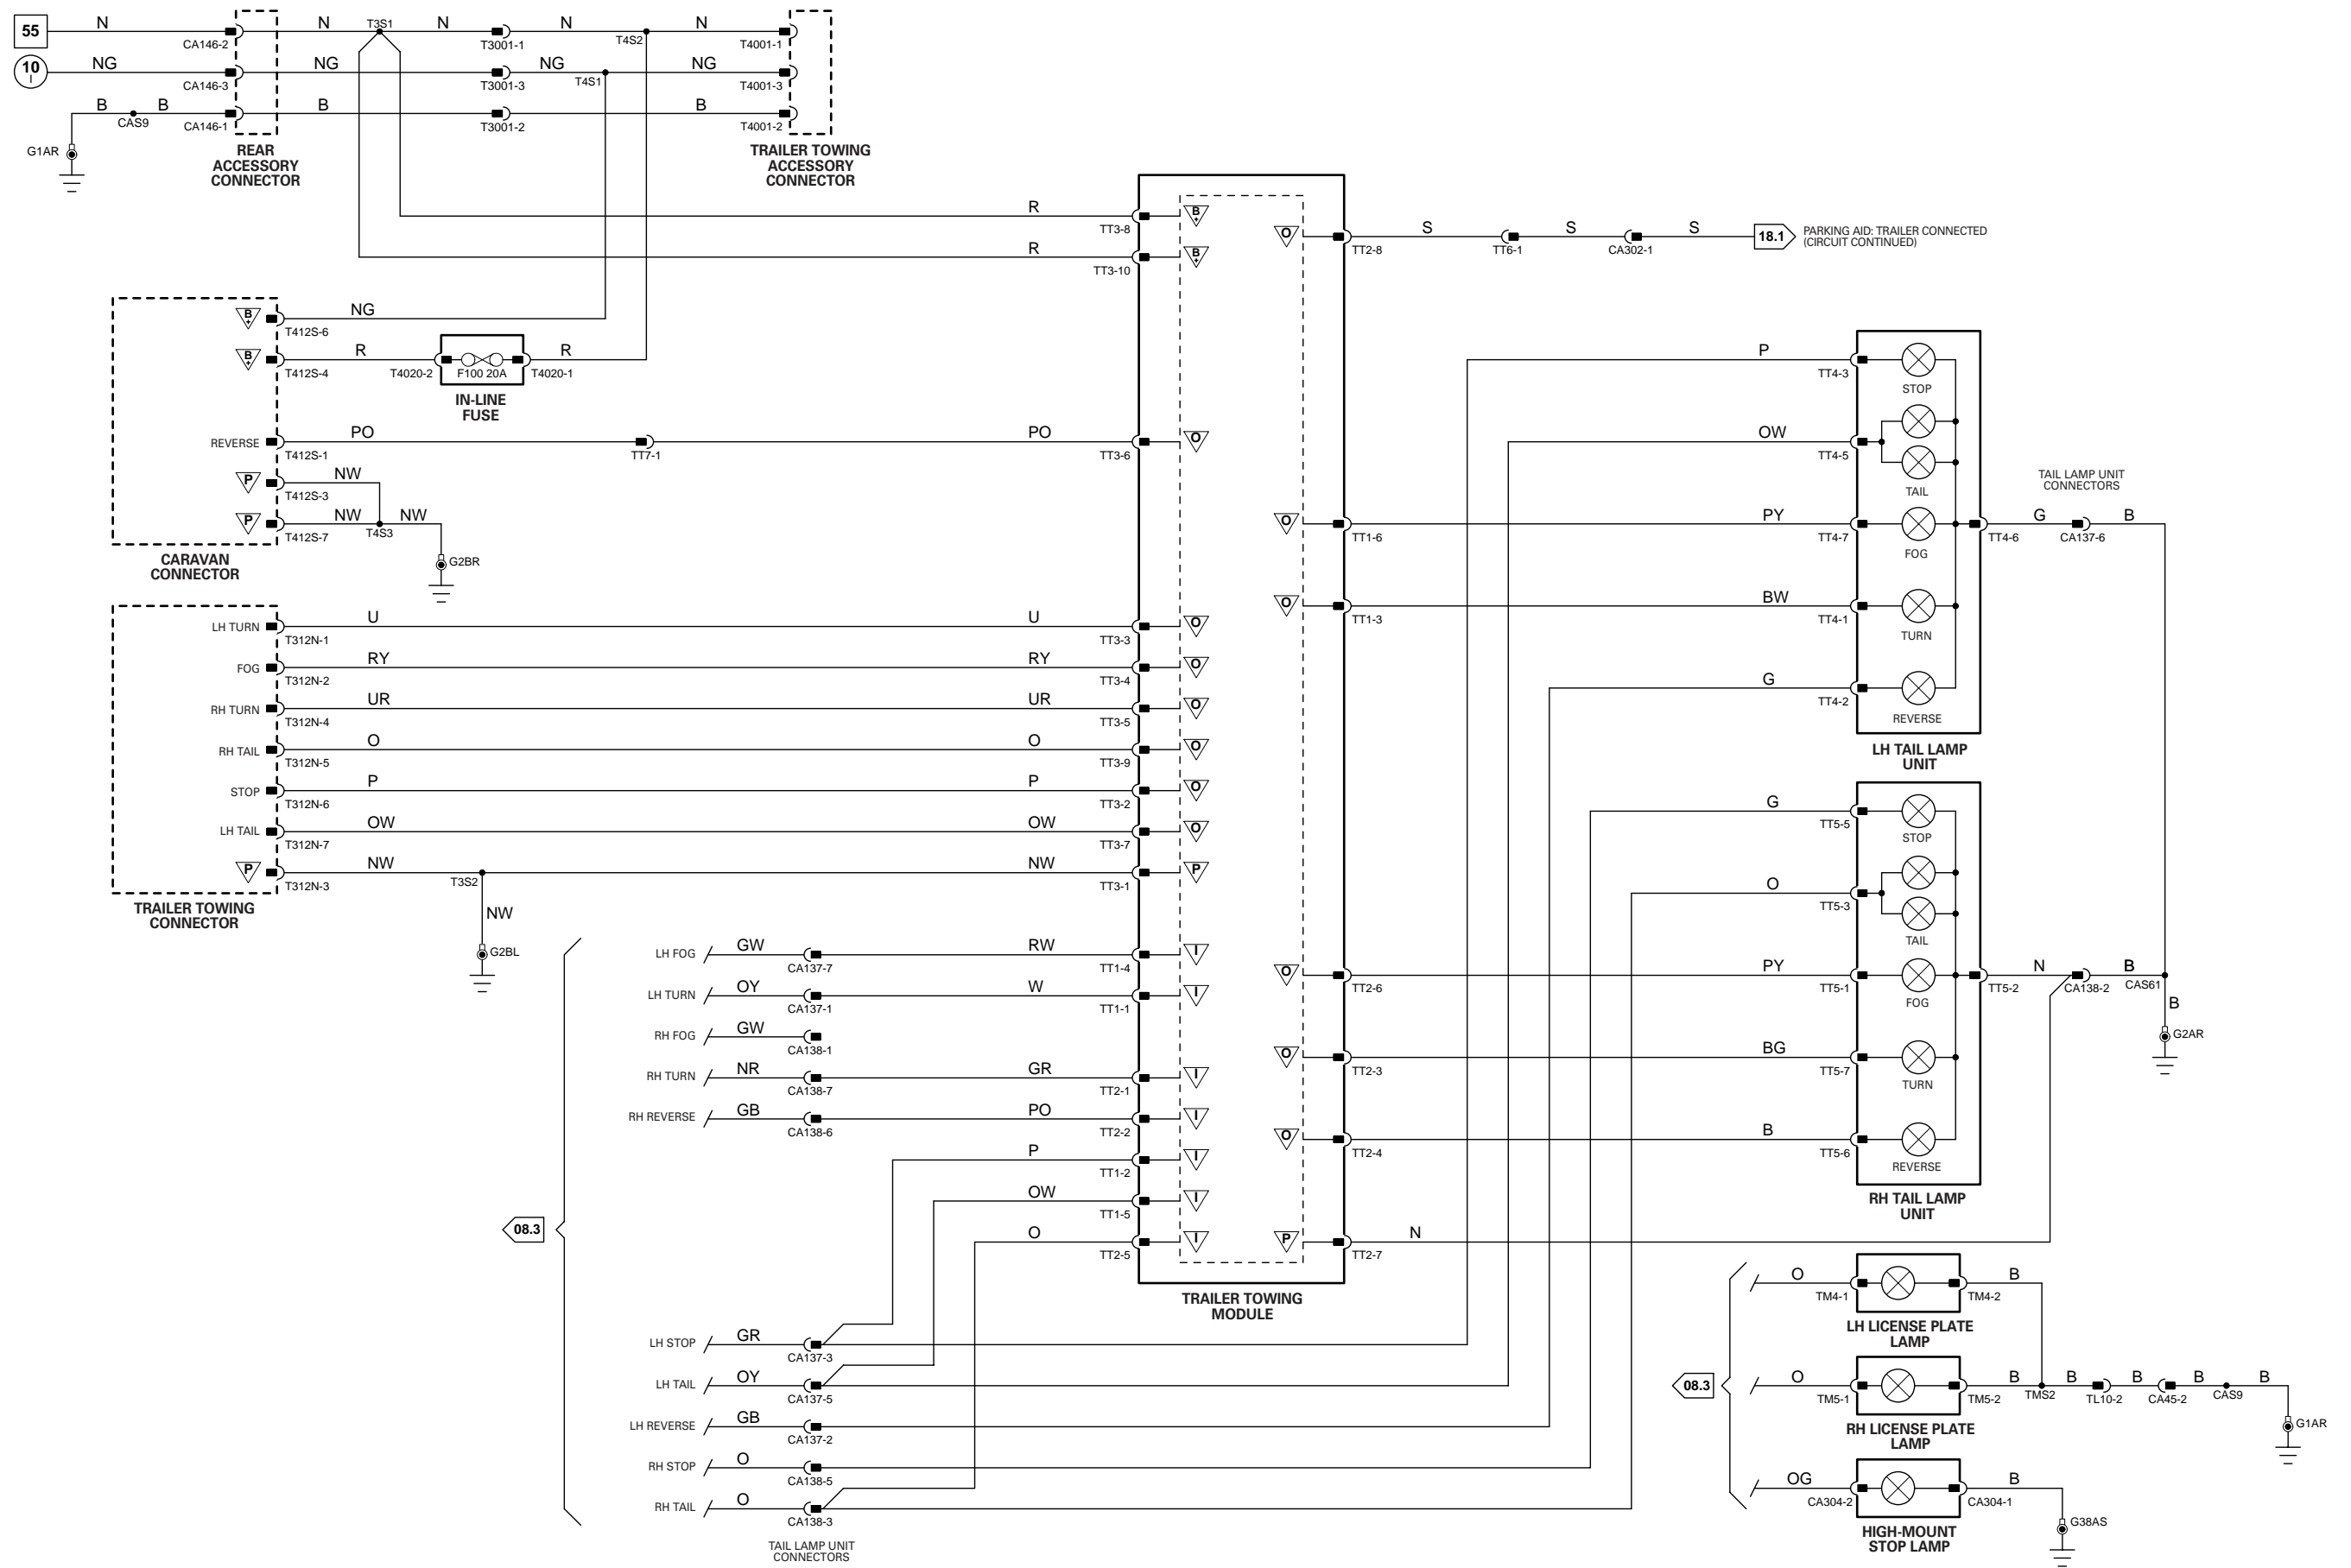 55 N CA146-2 N T3S1 N T3001-1 N T4S2 N T4001-1
10 I NG CA146-3 NG T3001-3 NG T4S1 NG T4001-3
B CAS9 B CA146-1 B T3001-2 B T4001-2
G1AR
REAR
ACCESSORY
CONNECTOR
TRAILER TOWING
ACCESSORY
CONNECTOR
R TT3-8 B+
R TT3-10 B+
O TT2-8 S TT6-1 S CA302-1 S 18.1 PARKING AID: TRAILER CONNECTED
(CIRCUIT CONTINUED)
B+ T412S-6 NG
B+ T412S-4 R T4020-2 F100 20A T4020-1 R
IN-LINE
FUSE
REVERSE T412S-1 PO TT7-1 PO TT3-6 O
P T412S-3 NW
P T412S-7 NW T4S3 NW
G2BR
CARAVAN
CONNECTOR
P TT4-3 STOP
OW TT4-5 TAIL
O TT1-6 PY TT4-7 FOG TT4-6 G CA137-6 B
TAIL LAMP UNIT
CONNECTORS
O TT1-3 BW TT4-1 TURN
G TT4-2 REVERSE
LH TAIL LAMP
UNIT
LH TURN T312N-1 U U TT3-3 O
FOG T312N-2 RY RY TT3-4 O
RH TURN T312N-4 UR UR TT3-5 O
RH TAIL T312N-5 O O TT3-9 O
STOP T312N-6 P P TT3-2 O
LH TAIL T312N-7 OW OW TT3-7 O
P T312N-3 NW T3S2 NW TT3-1 P
NW
G2BL
TRAILER TOWING
CONNECTOR
G TT5-5 STOP
O TT5-3 TAIL
O TT2-6 PY TT5-1 FOG TT5-2 N CA138-2 B CAS61
B
G2AR
O TT2-3 BG TT5-7 TURN
O TT2-4 B TT5-6 REVERSE
RH TAIL LAMP
UNIT
P TT2-7 N
08.3
LH FOG GW CA137-7 RW TT1-4 I
LH TURN OY CA137-1 W TT1-1 I
RH FOG GW CA138-1
RH TURN NR CA138-7 GR TT2-1 I
RH REVERSE GB CA138-6 PO TT2-2 I
P TT1-2 I
OW TT1-5 I
O TT2-5 I
TRAILER TOWING
MODULE
LH STOP GR CA137-3
LH TAIL OY CA137-5
LH REVERSE GB CA137-2
RH STOP O CA138-5
RH TAIL O CA138-3
TAIL LAMP UNIT
CONNECTORS
08.3
O TM4-1 TM4-2 B
LH LICENSE PLATE
LAMP
O TM5-1 TM5-2 B TMS2 B TL10-2 B CA45-2 B CAS9 B
G1AR
RH LICENSE PLATE
LAMP
OG CA304-2 CA304-1 B
G38AS
HIGH-MOUNT
STOP LAMP